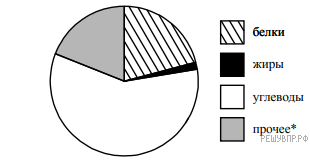 белки
жиры
углеводы
прочее*
РЕШУВПР.РФ